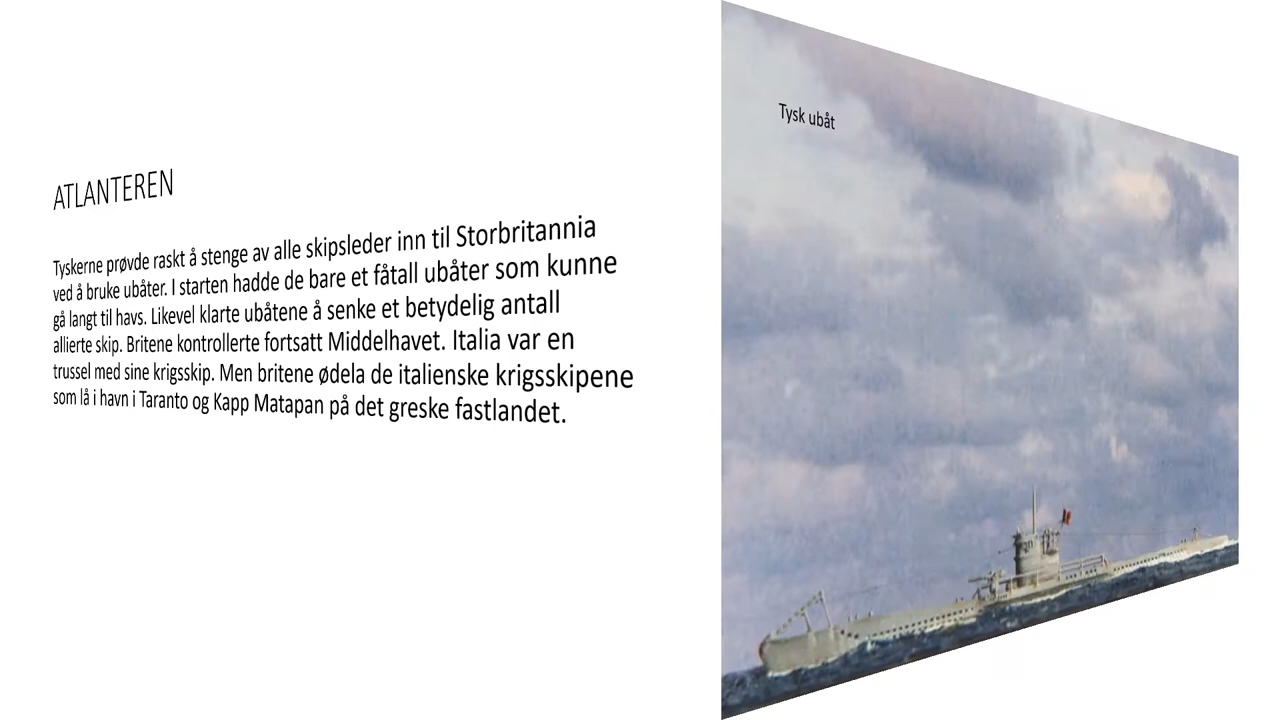 ATLANTEREN
Tyskerne prøvde raskt å stenge av alle skipsleder inn til Storbritannia
ved å bruke ubåter. I starten hadde de bare et fåtall ubåter som kunne
gå langt til havs. Likevel klarte ubåtene å senke et betydelig antall
allierte skip. Britene kontrollerte fortsatt Middelhavet. Italia var en
trussel med sine krigsskip. Men britene ødela de italienske krigsskipene
som lå i havn i Taranto og Kapp Matapan på det greske fastlandet.
Tysk ubåt